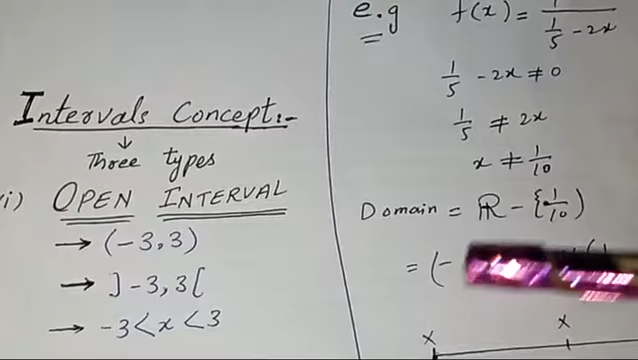 Intervals Concept:-
↓
Three types
i) OPEN INTERVAL
→ (-3,3)
→ ]-3,3[
→ -3<x<3
e.g f(x)= 1/(1/5 -2x)
1/5 -2x≠0
1/5 ≠2x
x≠1/10
Domain = ℝ-{1/10}
= (-
x x